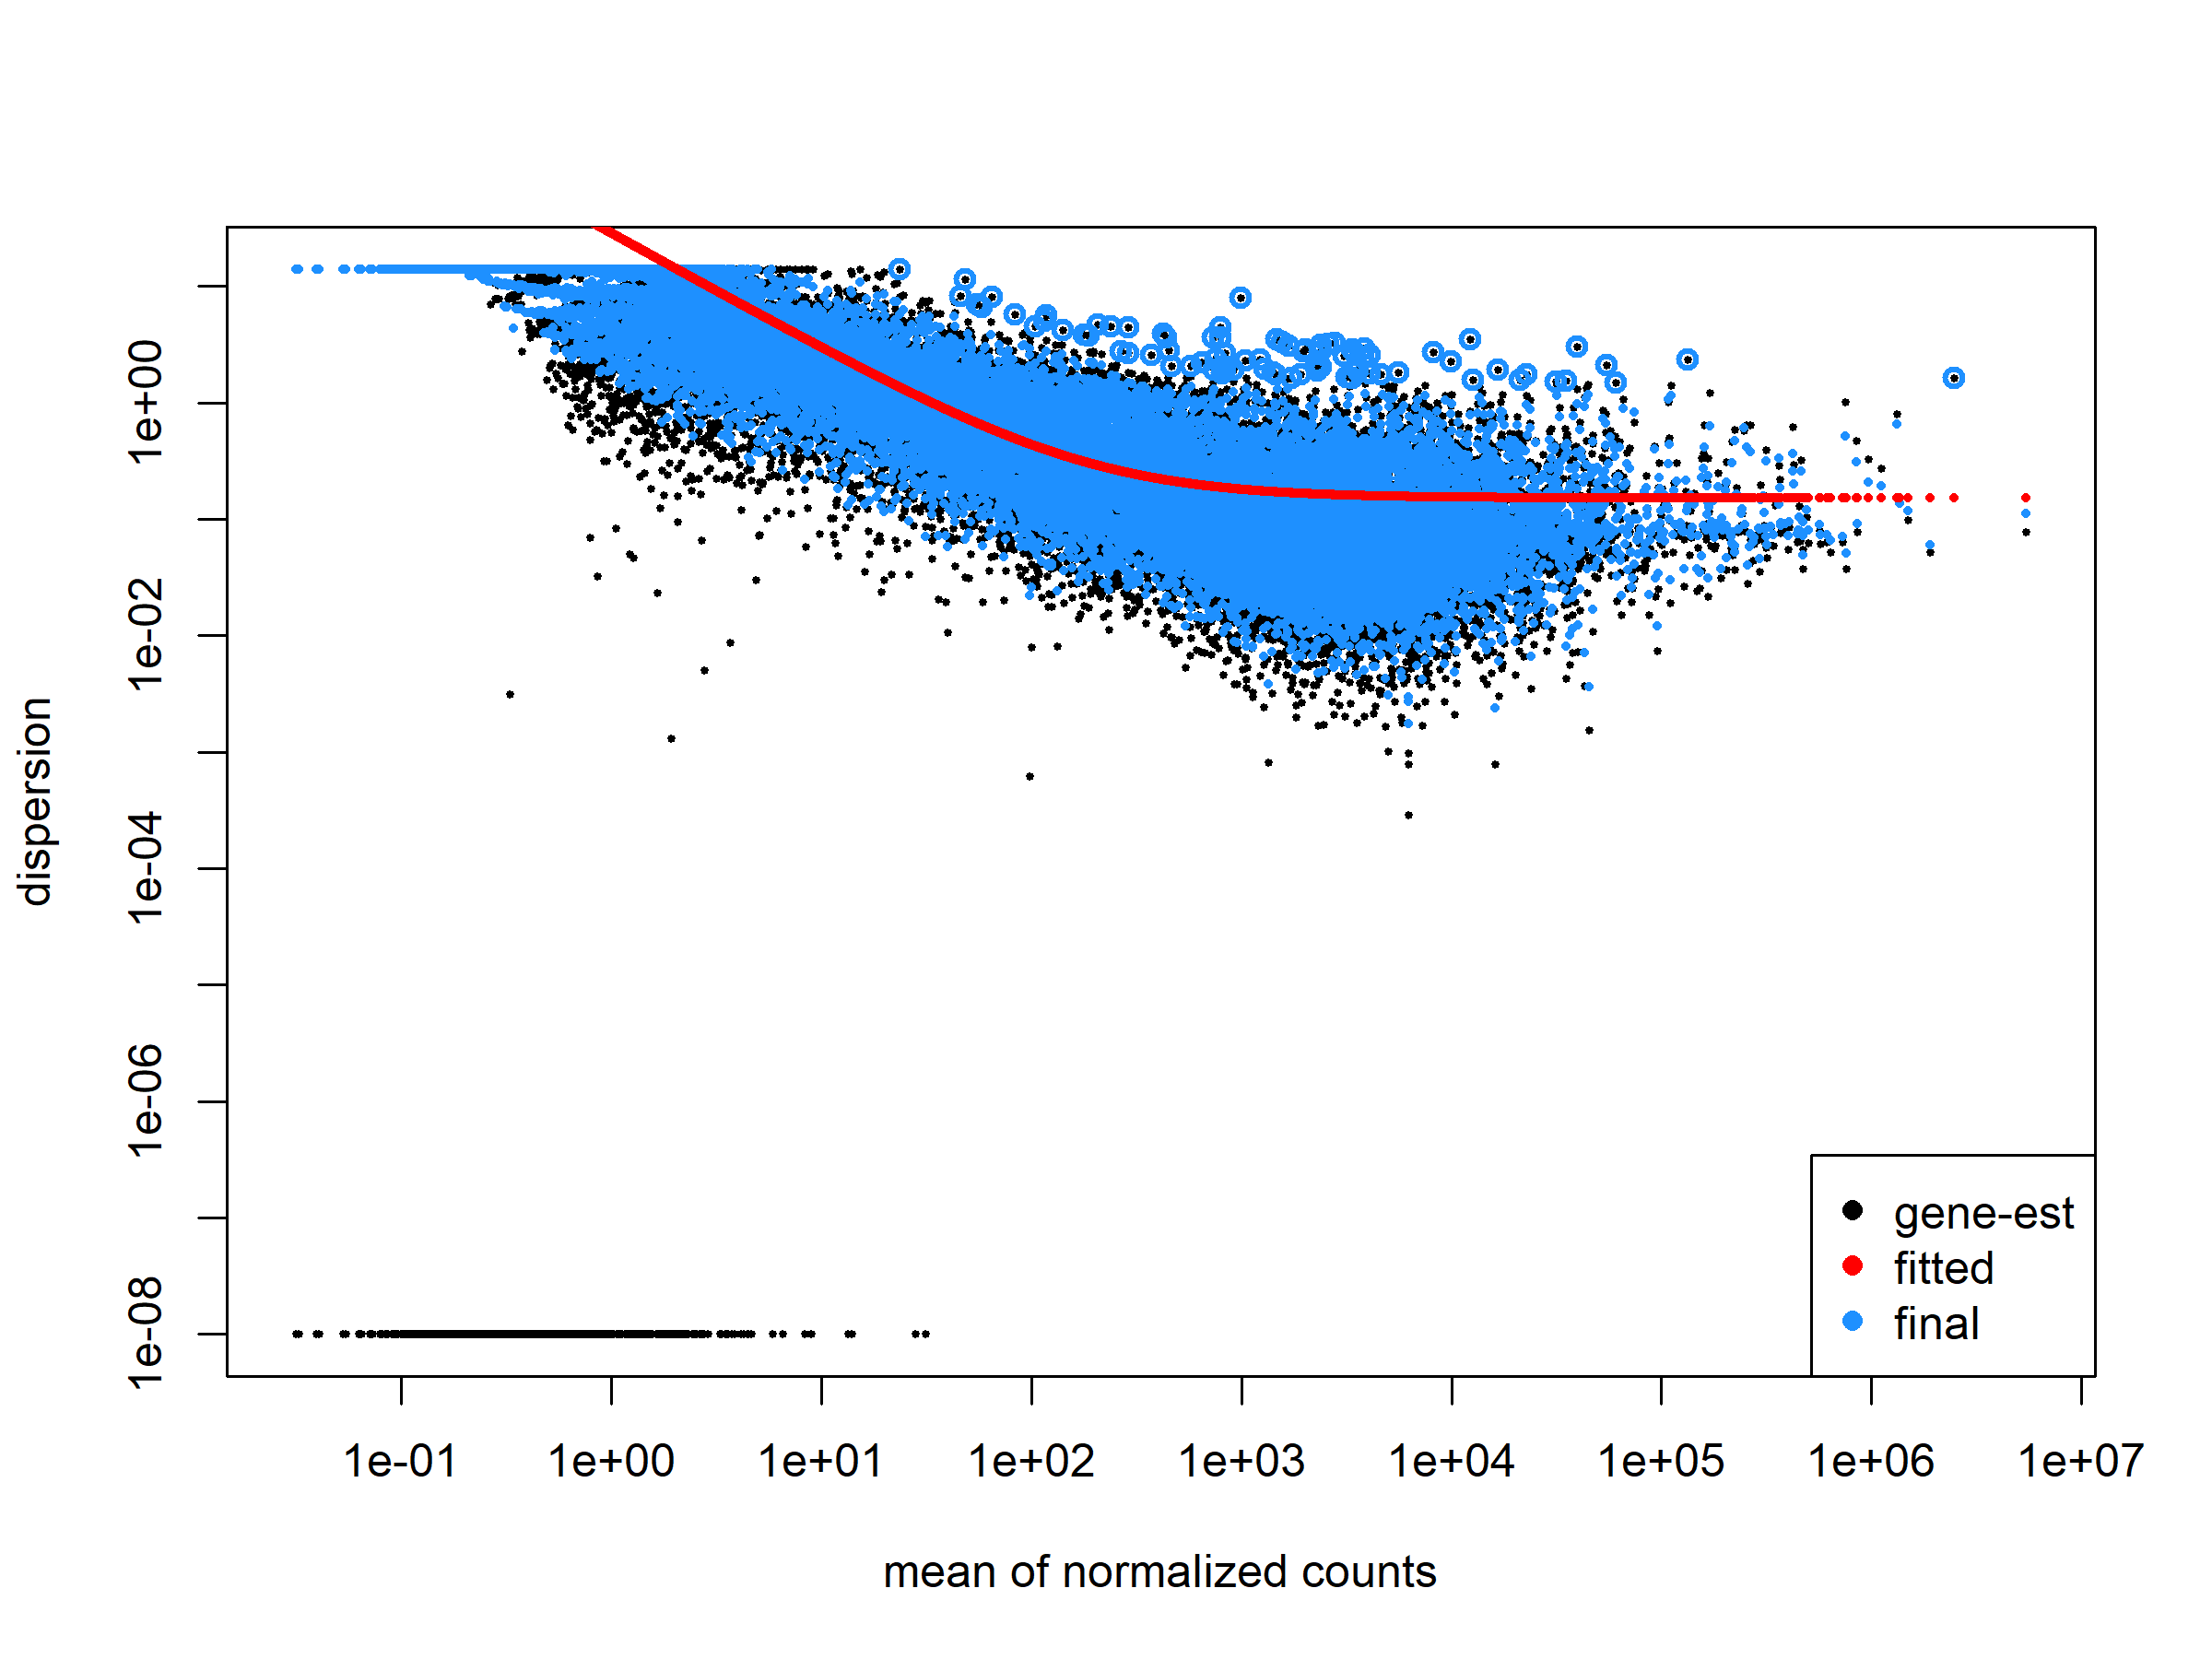 dispersion
1e+00
1e-02
1e-04
1e-06
1e-08
gene-est
fitted
final
1e-01 1e+00 1e+01 1e+02 1e+03 1e+04 1e+05 1e+06 1e+07
mean of normalized counts